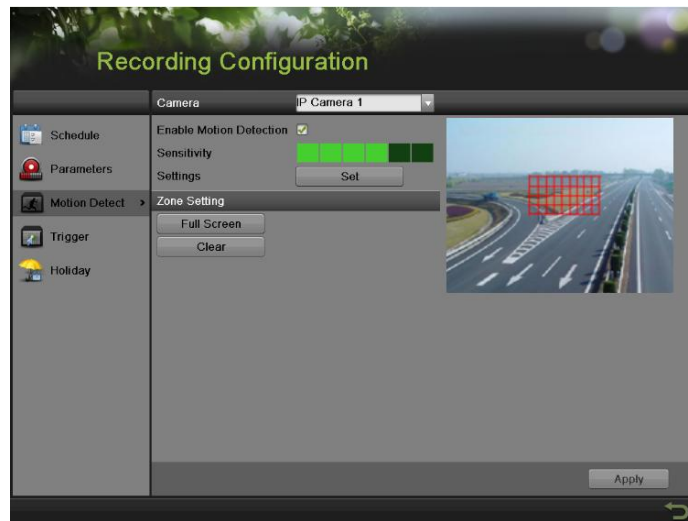 Recording Configuration
Camera IP Camera 1
Schedule
Parameters
Motion Detect >
Trigger
Holiday
Enable Motion Detection
Sensitivity
Settings Set
Zone Setting
Full Screen
Clear
Apply